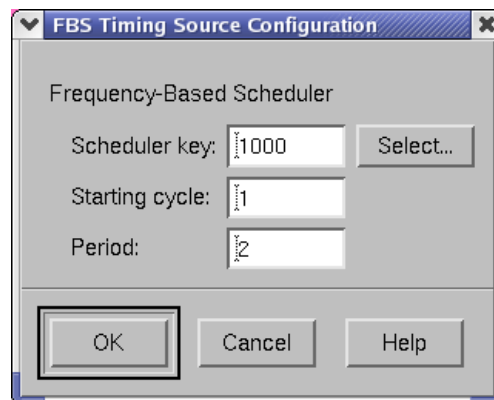 FBS Timing Source Configuration
Frequency-Based Scheduler
Scheduler key: 1000 Select...
Starting cycle: 1
Period: 2
OK Cancel Help